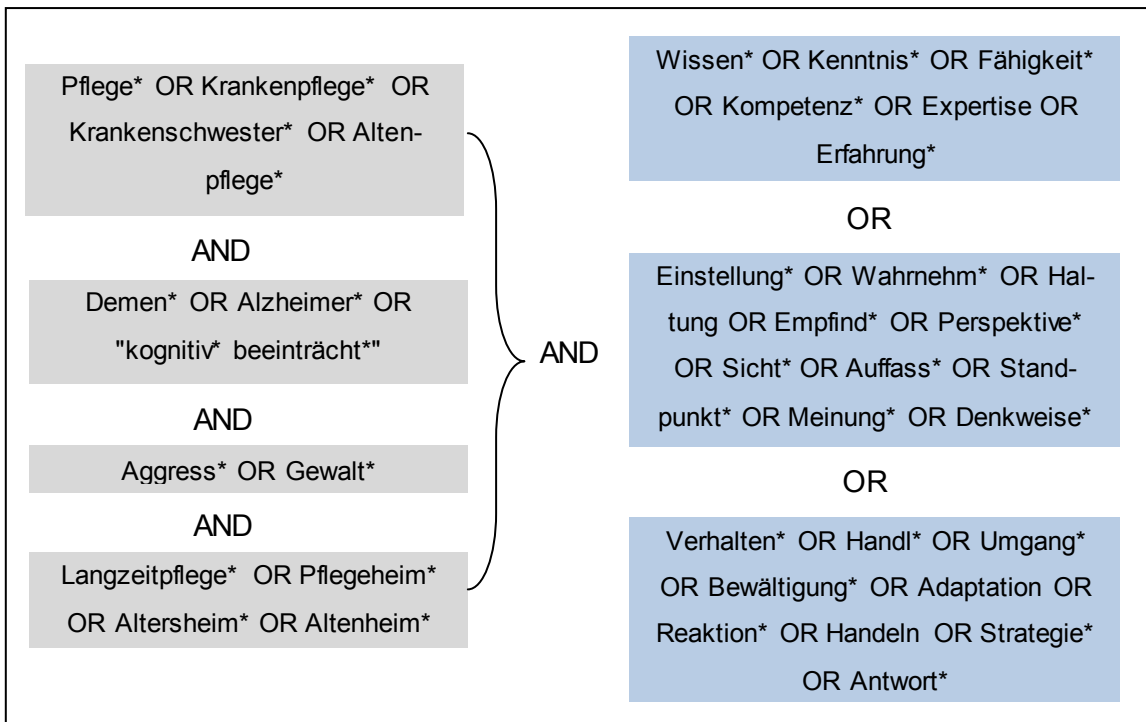 Pflege* OR Krankenpflege* OR
Krankenschwester* OR Alten-
pflege*
AND
Demen* OR Alzheimer* OR
"kognitiv* beeinträcht*"
AND
Aggress* OR Gewalt*
AND
Langzeitpflege* OR Pflegeheim*
OR Altersheim* OR Altenheim*
AND
Wissen* OR Kenntnis* OR Fähigkeit*
OR Kompetenz* OR Expertise OR
Erfahrung*
OR
Einstellung* OR Wahrnehm* OR Hal-
tung OR Empfind* OR Perspektive*
OR Sicht* OR Auffass* OR Stand-
punkt* OR Meinung* OR Denkweise*
OR
Verhalten* OR Handl* OR Umgang*
OR Bewältigung* OR Adaptation OR
Reaktion* OR Handeln OR Strategie*
OR Antwort*